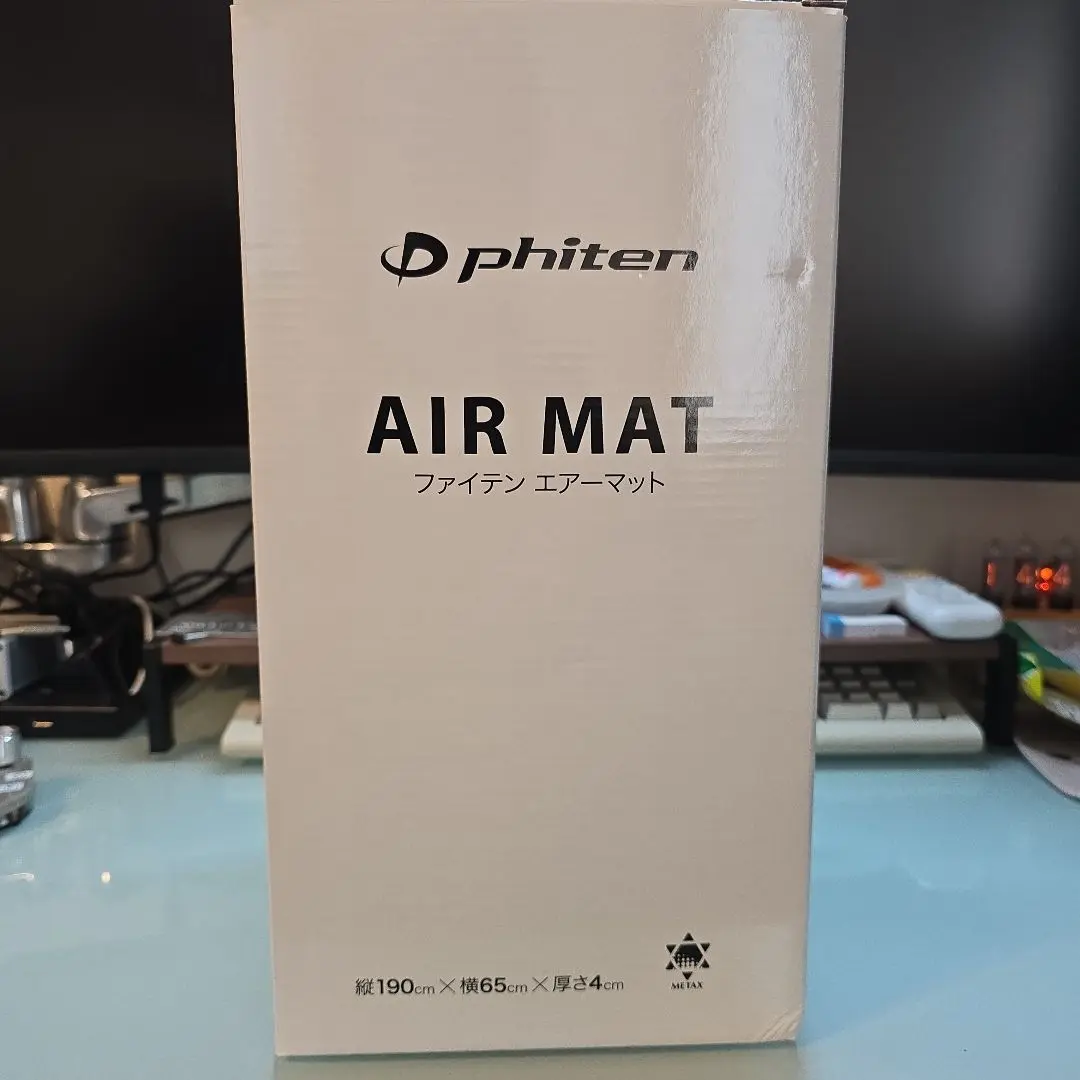 phiten
AIR MAT
ファイテン エアーマット
縦190cm×横65cm×厚さ4cm
METAX